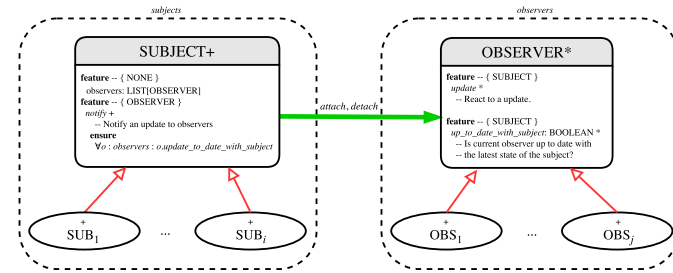 subjects
SUBJECT+
feature -- { NONE }
observers: LIST[OBSERVER]
feature -- { OBSERVER }
notify +
-- Notify an update to observers
ensure
∀o : observers : o.update_to_date_with_subject
+
SUB1
...
+
SUBi
attach, detach
observers
OBSERVER*
feature -- { SUBJECT }
update *
-- React to a update.
feature -- { SUBJECT }
up_to_date_with_subject: BOOLEAN *
-- Is current observer up to date with
-- the latest state of the subject?
+
OBS1
...
+
OBSj